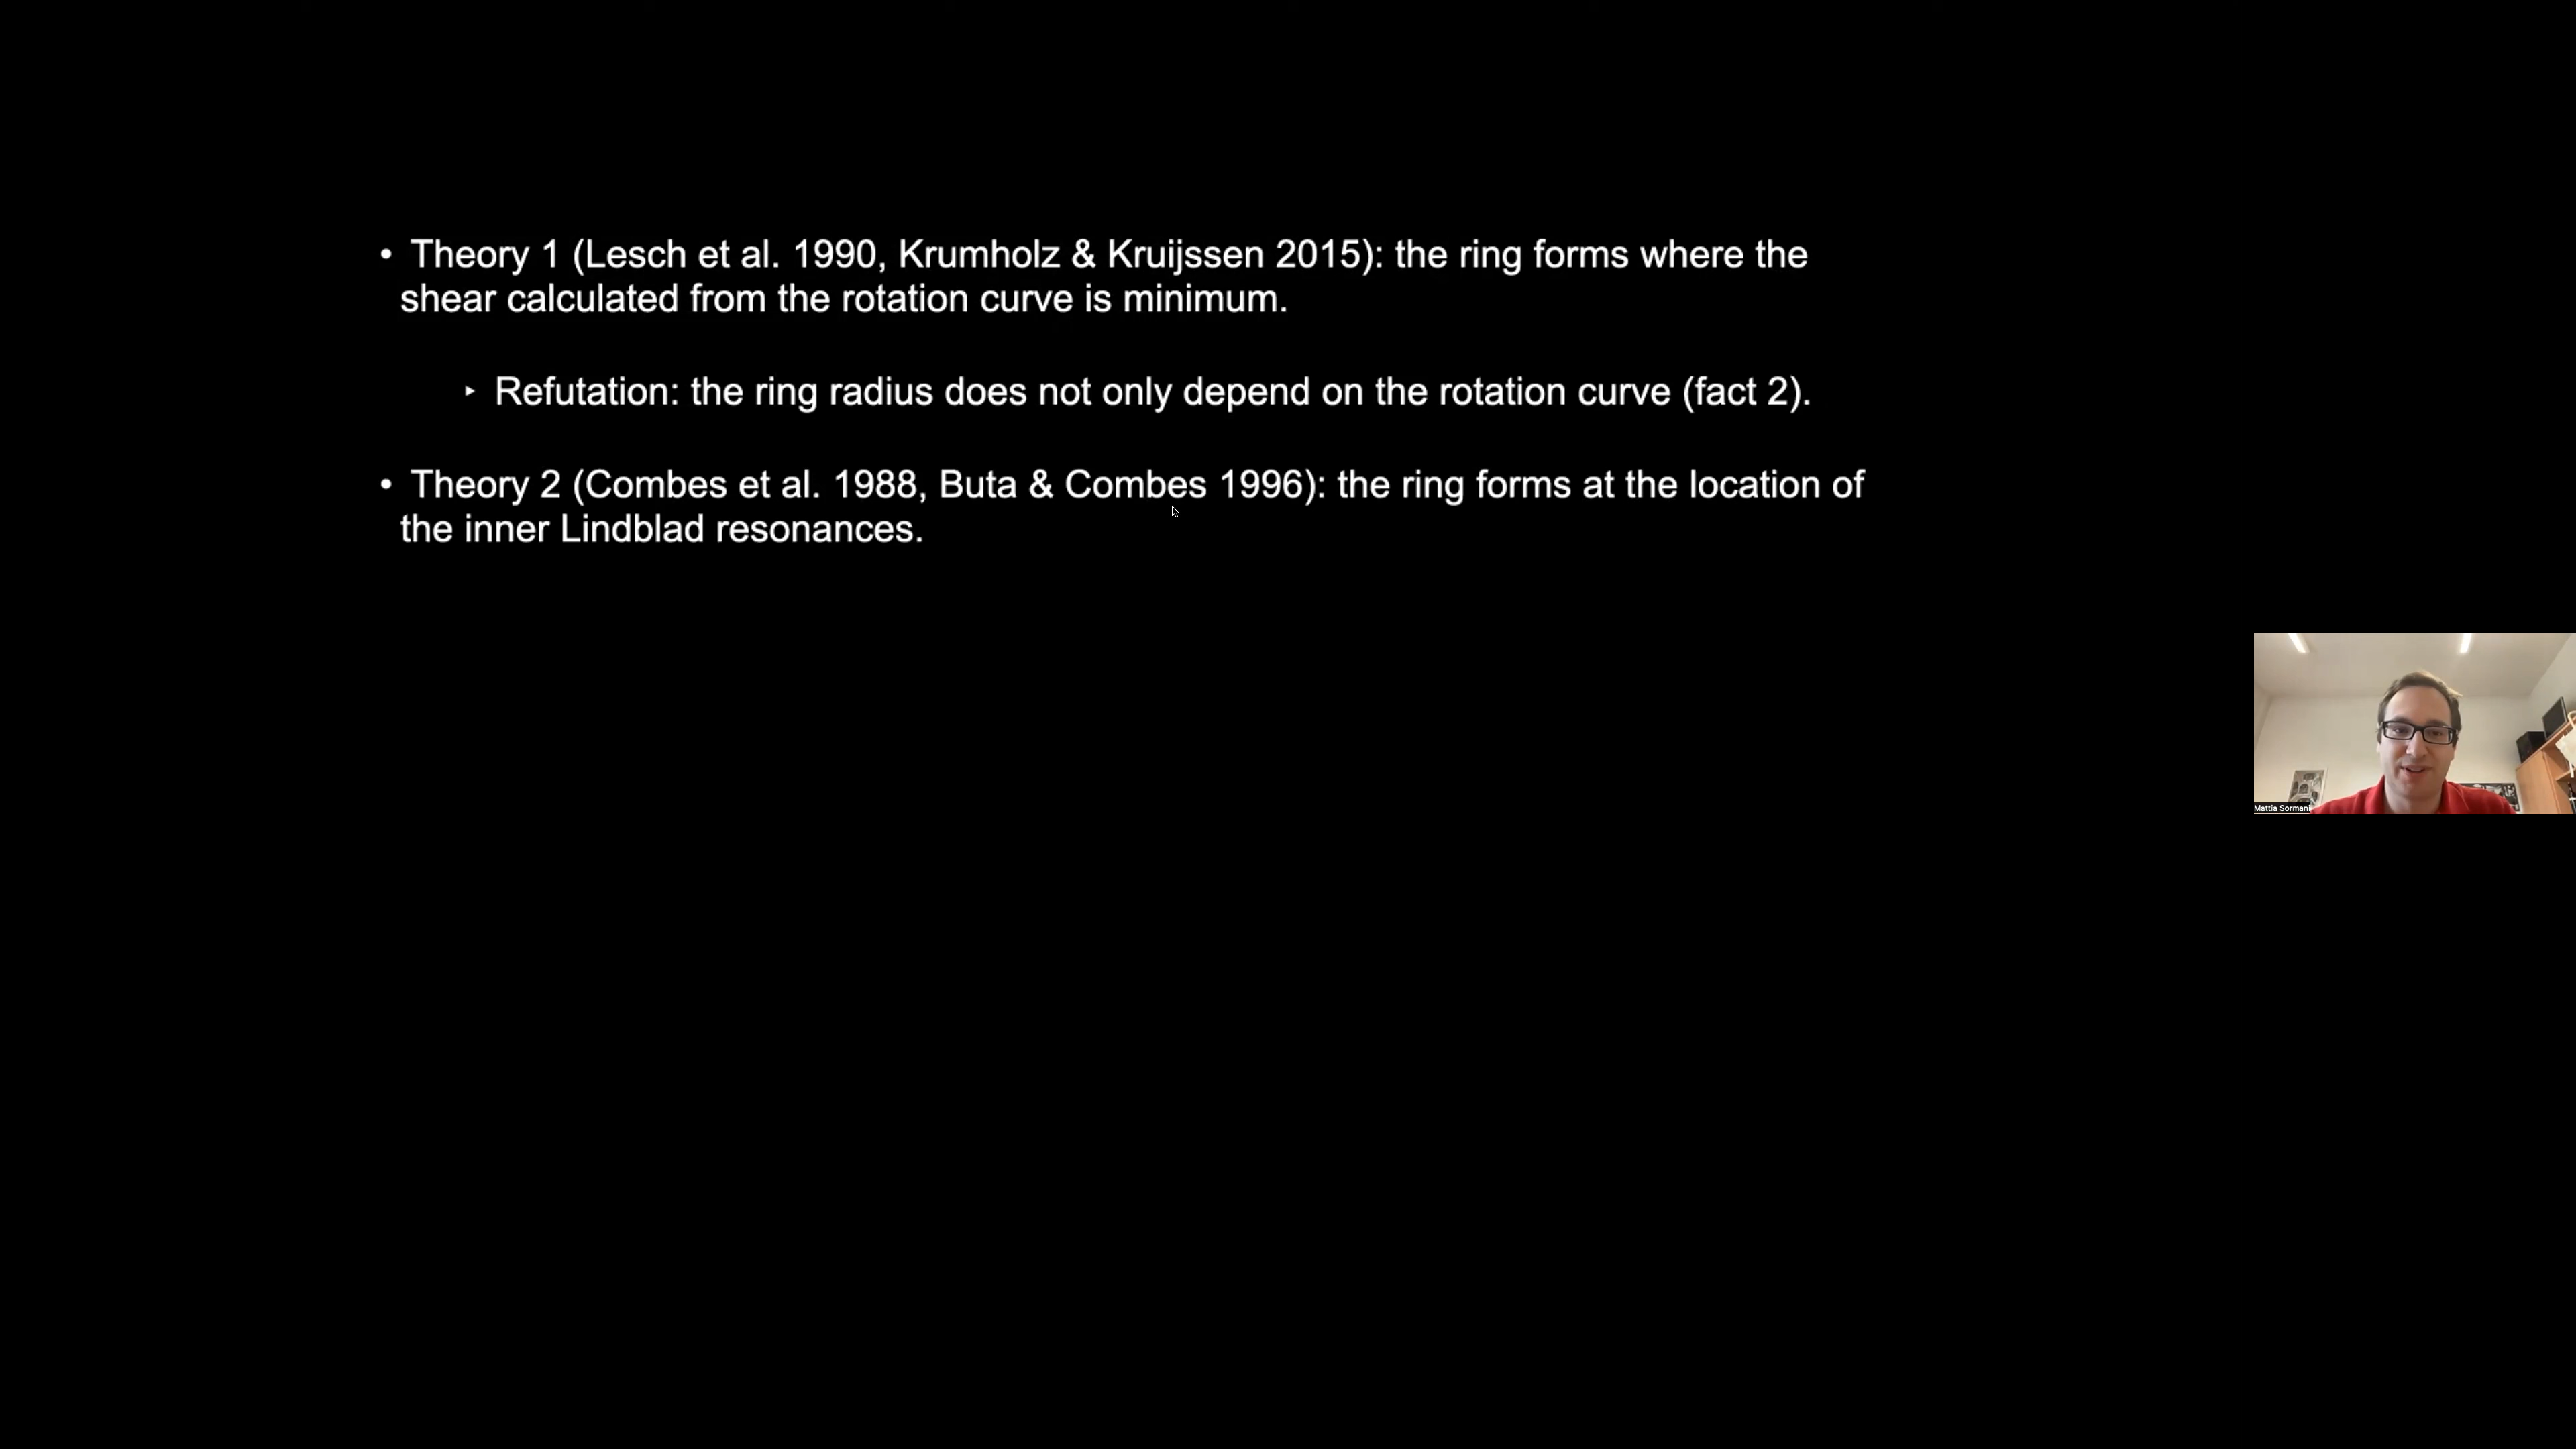 • Theory 1 (Lesch et al. 1990, Krumholz & Kruijssen 2015): the ring forms where the
shear calculated from the rotation curve is minimum.
‣ Refutation: the ring radius does not only depend on the rotation curve (fact 2).
• Theory 2 (Combes et al. 1988, Buta & Combes 1996): the ring forms at the location of
the inner Lindblad resonances.
Mattia Sormani